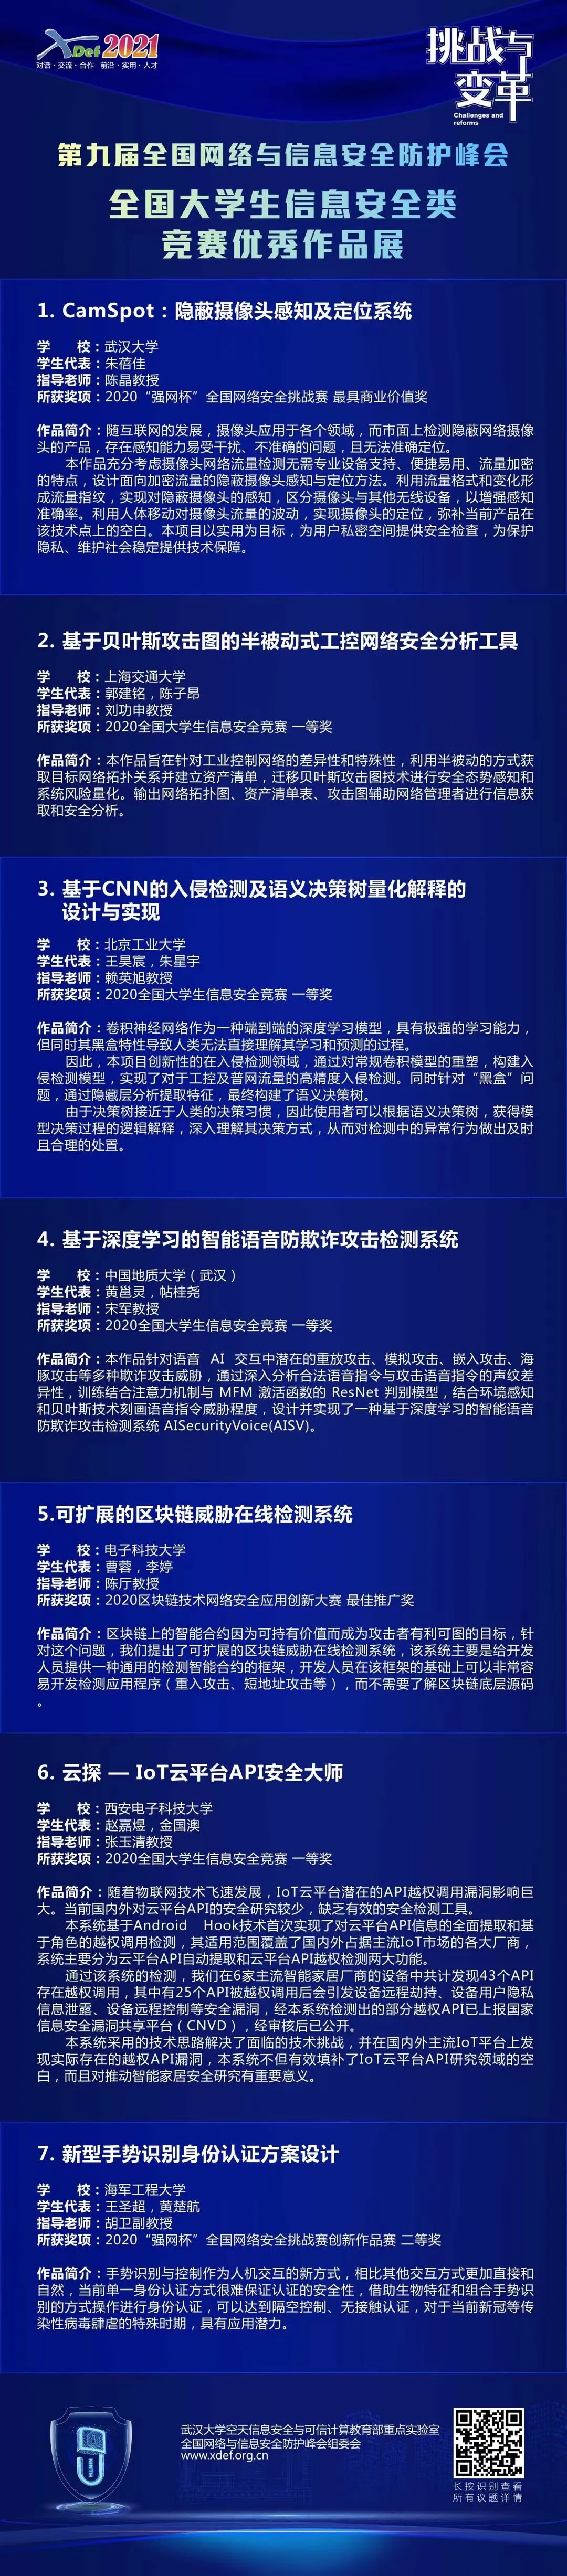 XDef 2021
对话·交流·合作 前沿·实用·人才
挑战与
变革
Challenges and
reforms
第九届全国网络与信息安全防护峰会
全国大学生信息安全类
竞赛优秀作品展
1. CamSpot：隐蔽摄像头感知及定位系统
学 校：武汉大学
学生代表：朱蓓佳
指导老师：陈晶教授
所获奖项：2020“强网杯”全国网络安全挑战赛 最具商业价值奖
作品简介：随互联网的发展，摄像头应用于各个领域，而市面上检测隐蔽网络摄像
头的产品，存在感知能力易受干扰、不准确的问题，且无法准确定位。
本作品充分考虑摄像头网络流量检测无需专业设备支持、便捷易用、流量加密
的特点，设计面向加密流量的隐蔽摄像头感知与定位方法。利用流量格式和变化形
成流量指纹，实现对隐蔽摄像头的感知，区分摄像头与其他无线设备，以增强感知
准确率。利用人体移动对摄像头流量的波动，实现摄像头的定位，弥补当前产品在
该技术点上的空白。本项目以实用为目标，为用户私密空间提供安全检查，为保护
隐私、维护社会稳定提供技术保障。
2. 基于贝叶斯攻击图的半被动式工控网络安全分析工具
学 校：上海交通大学
学生代表：郭建铭，陈子昂
指导老师：刘功申教授
所获奖项：2020全国大学生信息安全竞赛 一等奖
作品简介：本作品旨在针对工业控制网络的差异性和特殊性，利用半被动的方式获
取目标网络拓扑关系并建立资产清单，迁移贝叶斯攻击图技术进行安全态势感知和
系统风险量化。输出网络拓扑图、资产清单表、攻击图辅助网络管理者进行信息获
取和安全分析。
3. 基于CNN的入侵检测及语义决策树量化解释的
设计与实现
学 校：北京工业大学
学生代表：王昊宸，朱星宇
指导老师：赖英旭教授
所获奖项：2020全国大学生信息安全竞赛 一等奖
作品简介：卷积神经网络作为一种端到端的深度学习模型，具有极强的学习能力，
但同时其黑盒特性导致人类无法直接理解其学习和预测的过程。
因此，本项目创新性的在入侵检测领域，通过对常规卷积模型的重塑，构建入
侵检测模型，实现了对于工控及普网流量的高精度入侵检测。同时针对“黑盒”问
题，通过隐藏层分析提取特征，最终构建了语义决策树。
由于决策树接近于人类的决策习惯，因此使用者可以根据语义决策树，获得模
型决策过程的逻辑解释，深入理解其决策方式，从而对检测中的异常行为做出及时
且合理的处置。
4. 基于深度学习的智能语音防欺诈攻击检测系统
学 校：中国地质大学（武汉）
学生代表：黄邕灵，帖桂尧
指导老师：宋军教授
所获奖项：2020全国大学生信息安全竞赛 一等奖
作品简介：本作品针对语音 AI 交互中潜在的重放攻击、模拟攻击、嵌入攻击、海
豚攻击等多种欺诈攻击威胁，通过深入分析合法语音指令与攻击语音指令的声纹差
异性，训练结合注意力机制与 MFM 激活函数的 ResNet 判别模型，结合环境感知
和贝叶斯技术刻画语音指令威胁程度，设计并实现了一种基于深度学习的智能语音
防欺诈攻击检测系统 AISecurityVoice(AISV)。
5.可扩展的区块链威胁在线检测系统
学 校：电子科技大学
学生代表：曹蓉，李婷
指导老师：陈厅教授
所获奖项：2020区块链技术网络安全应用创新大赛 最佳推广奖
作品简介：区块链上的智能合约因为可持有价值而成为攻击者有利可图的目标，针
对这个问题，我们提出了可扩展的区块链威胁在线检测系统，该系统主要是给开发
人员提供一种通用的检测智能合约的框架，开发人员在该框架的基础上可以非常容
易开发检测应用程序（重入攻击、短地址攻击等），而不需要了解区块链底层源码
。
6. 云探 — IoT云平台API安全大师
学 校：西安电子科技大学
学生代表：赵嘉煜，金国澳
指导老师：张玉清教授
所获奖项：2020全国大学生信息安全竞赛 一等奖
作品简介：随着物联网技术飞速发展，IoT云平台潜在的API越权调用漏洞影响巨
大。当前国内外对云平台API的安全研究较少，缺乏有效的安全检测工具。
本系统基于Android Hook技术首次实现了对云平台API信息的全面提取和基
于角色的越权调用检测，其适用范围覆盖了国内外占据主流IoT市场的各大厂商，
系统主要分为云平台API自动提取和云平台API越权检测两大功能。
通过该系统的检测，我们在6家主流智能家居厂商的设备中共计发现43个API
存在越权调用，其中有25个API被越权调用后会引发设备远程劫持、设备用户隐私
信息泄露、设备远程控制等安全漏洞，经本系统检测出的部分越权API已上报国家
信息安全漏洞共享平台（CNVD），经审核后已公开。
本系统采用的技术思路解决了面临的技术挑战，并在国内外主流IoT平台上发
现实际存在的越权API漏洞，本系统不但有效填补了IoT云平台API研究领域的空
白，而且对推动智能家居安全研究有重要意义。
7. 新型手势识别身份认证方案设计
学 校：海军工程大学
学生代表：王圣超，黄楚航
指导老师：胡卫副教授
所获奖项：2020“强网杯”全国网络安全挑战赛创新作品赛 二等奖
作品简介：手势识别与控制作为人机交互的新方式，相比其他交互方式更加直接和
自然，当前单一身份认证方式很难保证认证的安全性，借助生物特征和组合手势识
别的方式操作进行身份认证，可以达到隔空控制、无接触认证，对于当前新冠等传
染性病毒肆虐的特殊时期，具有应用潜力。
武汉大学空天信息安全与可信计算教育部重点实验室
全国网络与信息安全防护峰会组委会
www.xdef.org.cn
长按识别查看
所有议题详情